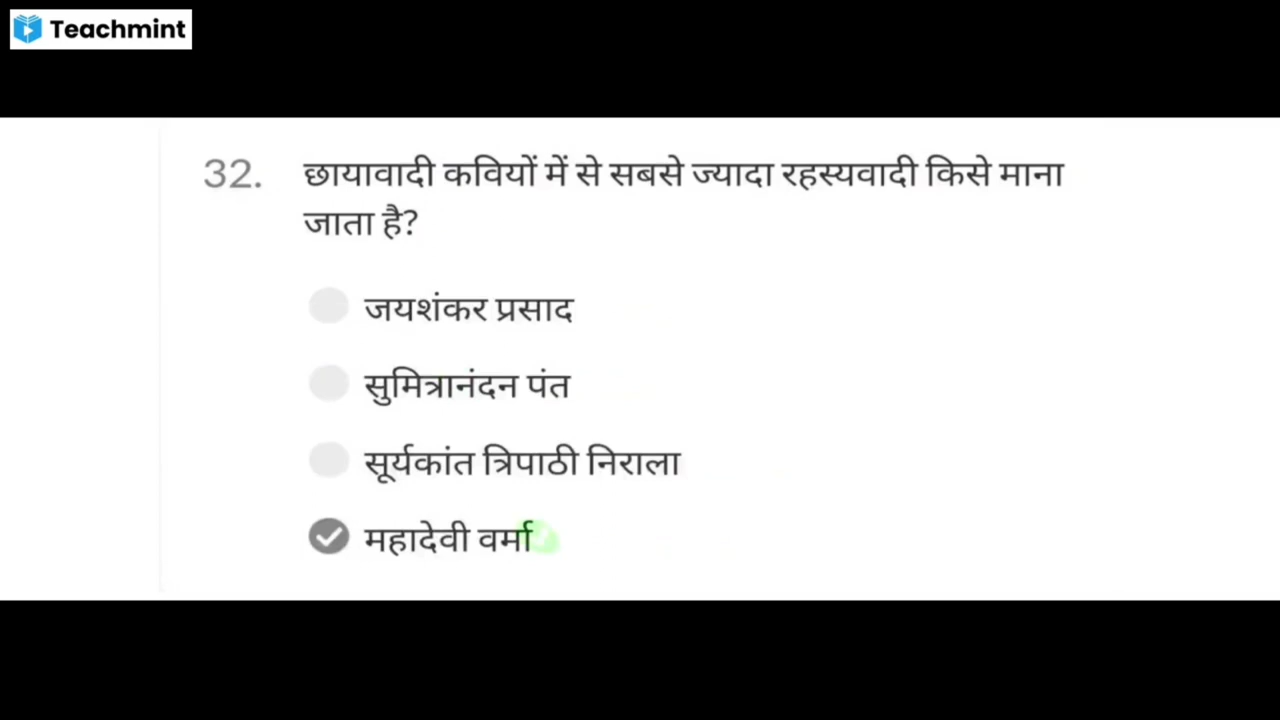 Teachmint
32. छायावादी कवियों में से सबसे ज्यादा रहस्यवादी किसे माना
जाता है?
जयशंकर प्रसाद
सुमित्रानंदन पंत
सूर्यकांत त्रिपाठी निराला
महादेवी वर्मा